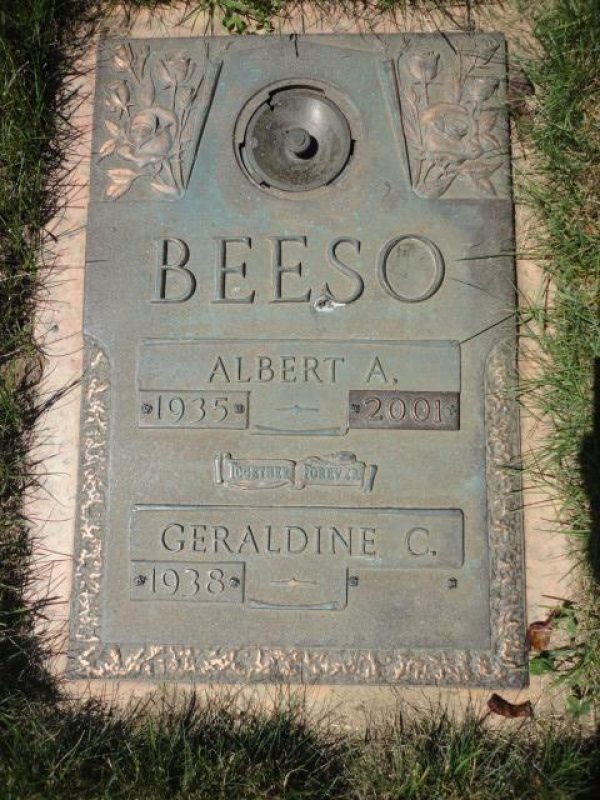 BEESO
ALBERT A.
1935 2001
TOGETHER FOREVER
GERALDINE C.
1938